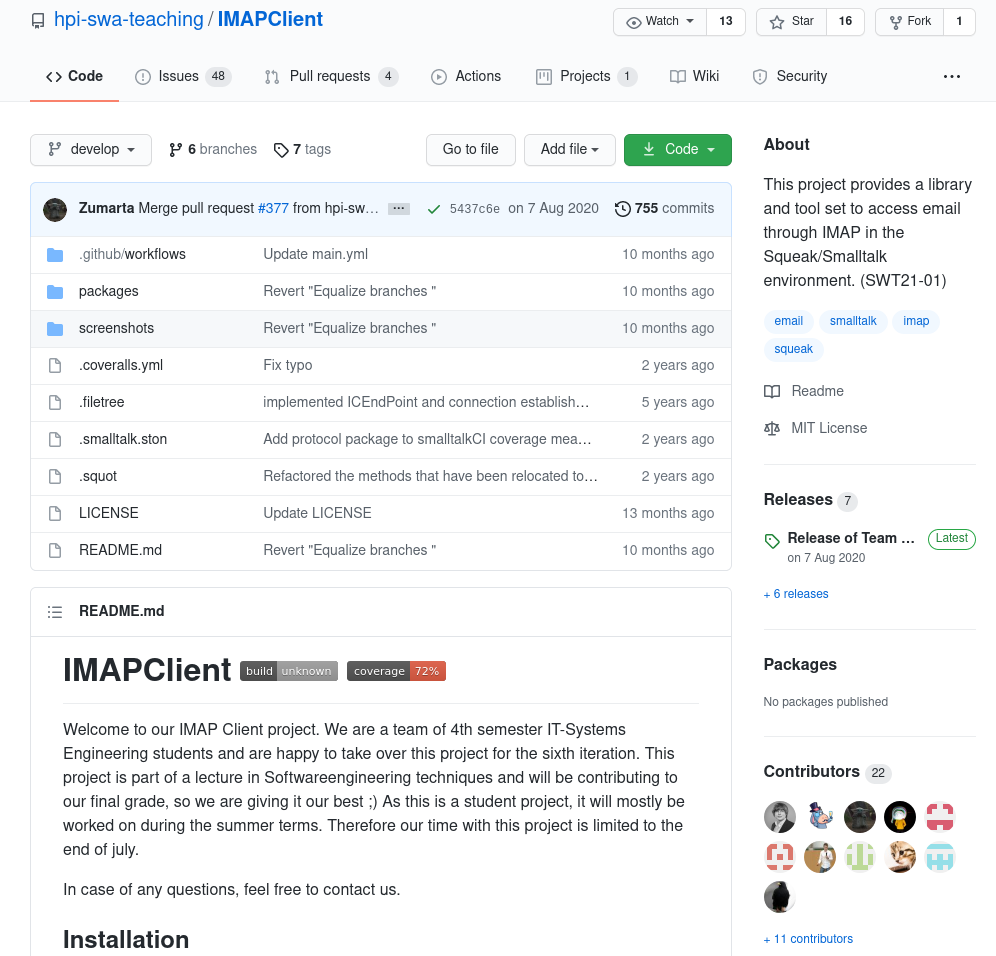 hpi-swa-teaching / IMAPClient
Watch 13 Star 16 Fork 1
Code Issues 48 Pull requests 4 Actions Projects 1 Wiki Security ...
develop 6 branches 7 tags Go to file Add file Code
Zumarta Merge pull request #377 from hpi-sw… ... 5437c6e on 7 Aug 2020 755 commits
.github/workflows Update main.yml 10 months ago
packages Revert "Equalize branches " 10 months ago
screenshots Revert "Equalize branches " 10 months ago
.coveralls.yml Fix typo 2 years ago
.filetree implemented ICEndPoint and connection establish… 5 years ago
.smalltalk.ston Add protocol package to smalltalkCI coverage mea… 2 years ago
.squot Refactored the methods that have been relocated to… 2 years ago
LICENSE Update LICENSE 13 months ago
README.md Revert "Equalize branches " 10 months ago
README.md
IMAPClient build unknown coverage 72%
Welcome to our IMAP Client project. We are a team of 4th semester IT-Systems
Engineering students and are happy to take over this project for the sixth iteration. This
project is part of a lecture in Softwareengineering techniques and will be contributing to
our final grade, so we are giving it our best ;) As this is a student project, it will mostly be
worked on during the summer terms. Therefore our time with this project is limited to the
end of july.
In case of any questions, feel free to contact us.
Installation
About
This project provides a library
and tool set to access email
through IMAP in the
Squeak/Smalltalk
environment. (SWT21-01)
email smalltalk imap
squeak
Readme
MIT License
Releases 7
Release of Team ... Latest
on 7 Aug 2020
+ 6 releases
Packages
No packages published
Contributors 22
+ 11 contributors